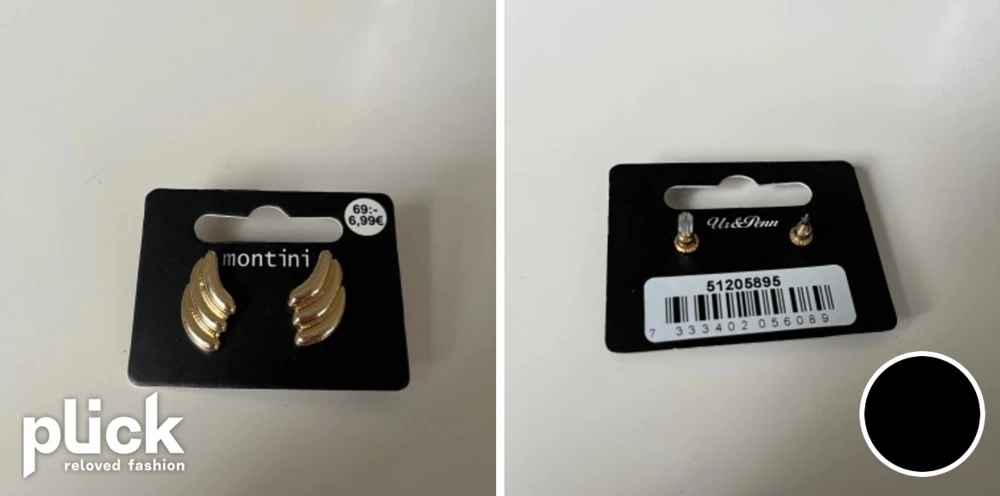 69:-
6,99€
montini
plick
reloved fashion
Ur&Penn
51205895
7 333402 056089